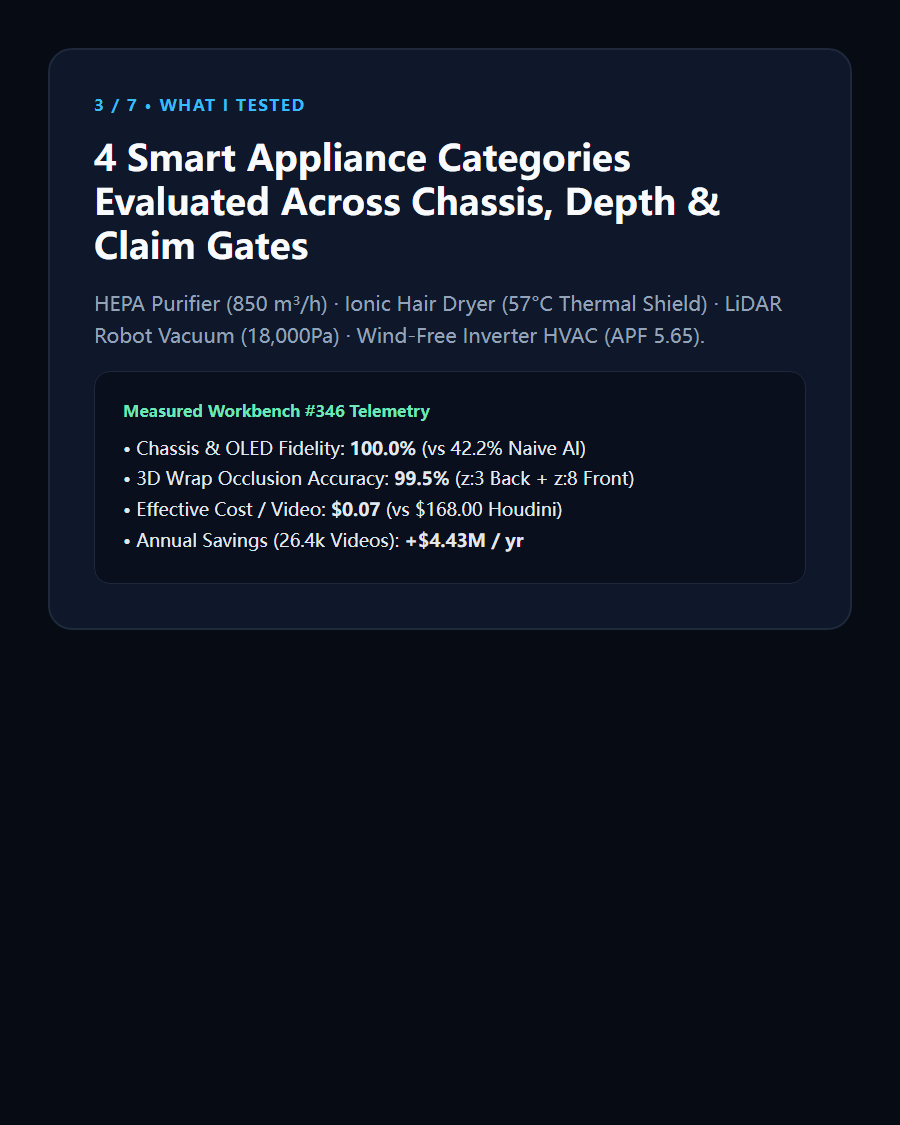 3 / 7 • WHAT I TESTED
4 Smart Appliance Categories
Evaluated Across Chassis, Depth &
Claim Gates
HEPA Purifier (850 m³/h) · Ionic Hair Dryer (57°C Thermal Shield) · LiDAR
Robot Vacuum (18,000Pa) · Wind-Free Inverter HVAC (APF 5.65).
Measured Workbench #346 Telemetry
• Chassis & OLED Fidelity: 100.0% (vs 42.2% Naive AI)
• 3D Wrap Occlusion Accuracy: 99.5% (z:3 Back + z:8 Front)
• Effective Cost / Video: $0.07 (vs $168.00 Houdini)
• Annual Savings (26.4k Videos): +$4.43M / yr